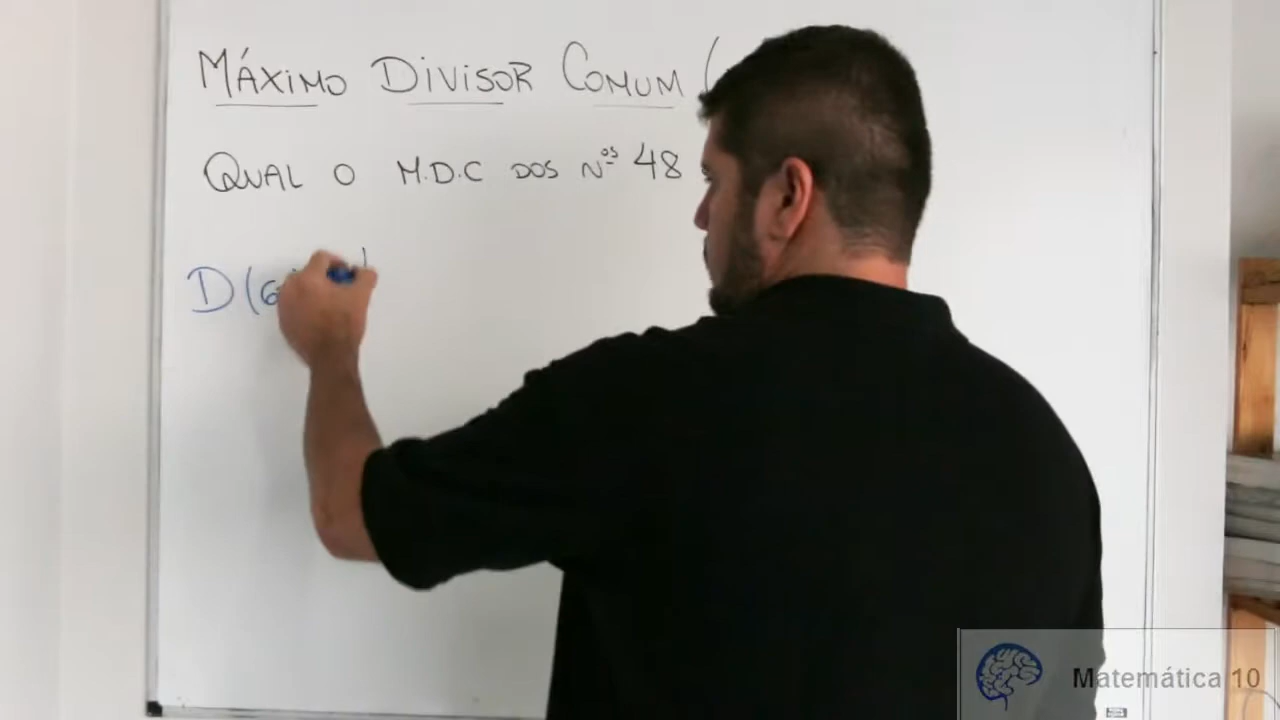 MÁXIMO DIVISOR COMUM (
QUAL O M.D.C DOS Nºs 48
D(6
Matemática 10